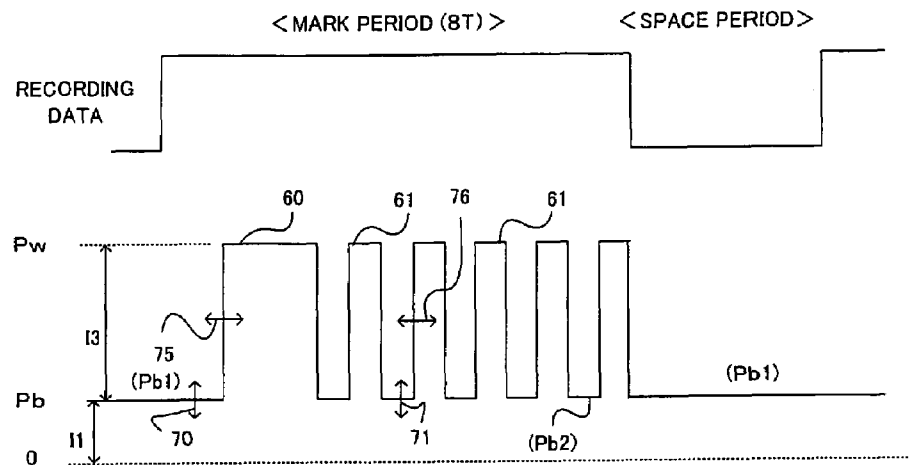 <MARK PERIOD (8T)> <SPACE PERIOD>
RECORDING
DATA
60 61 76 61
Pw
I3
75
(Pb1) (Pb1)
Pb
I1 70 71 (Pb2)
0